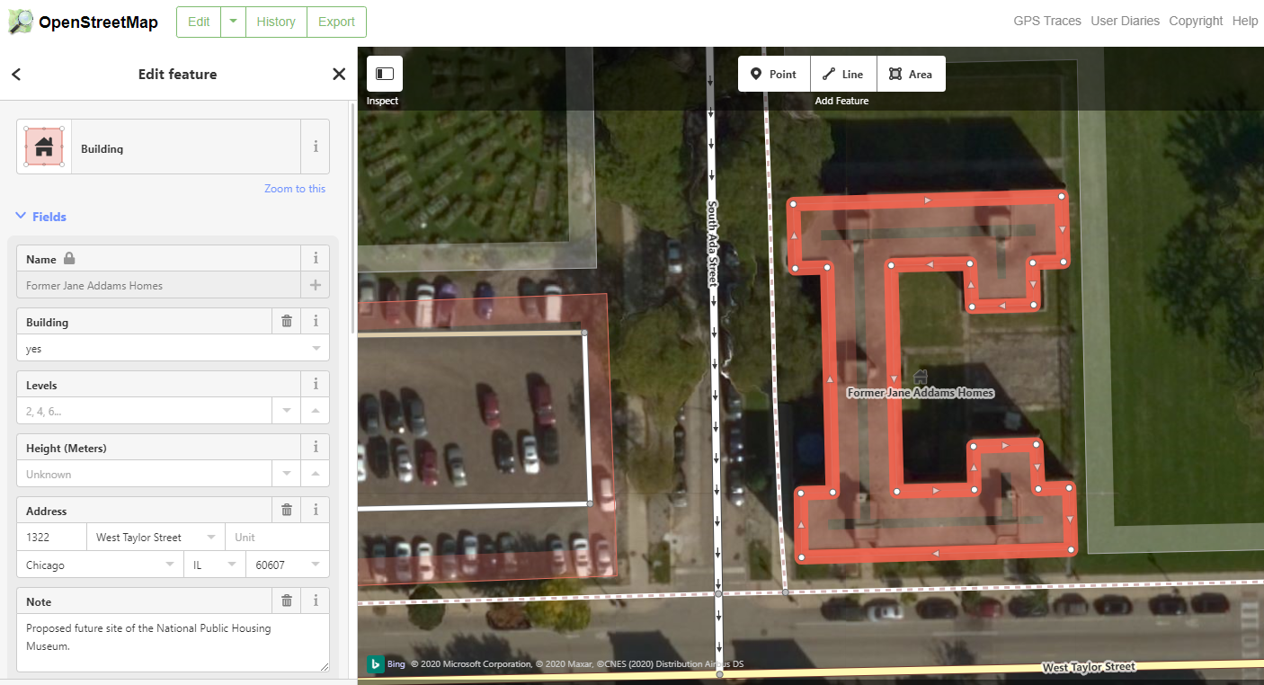 OpenStreetMap
Edit
History
Export
GPS Traces
User Diaries
Copyright
Help
Edit feature
Building
i
Zoom to this
Fields
Name
i
Former Jane Addams Homes
+
Building
i
yes
Levels
i
2, 4, 6...
Height (Meters)
i
Unknown
Address
i
1322
West Taylor Street
Unit
Chicago
IL
60607
Note
i
Proposed future site of the National Public Housing
Museum.
Inspect
Point
Line
Area
Add Feature
South Ada Street
Former Jane Addams Homes
West Taylor Street
b Bing © 2020 Microsoft Corporation, © 2020 Maxar, ©CNES (2020) Distribution Airbus DS